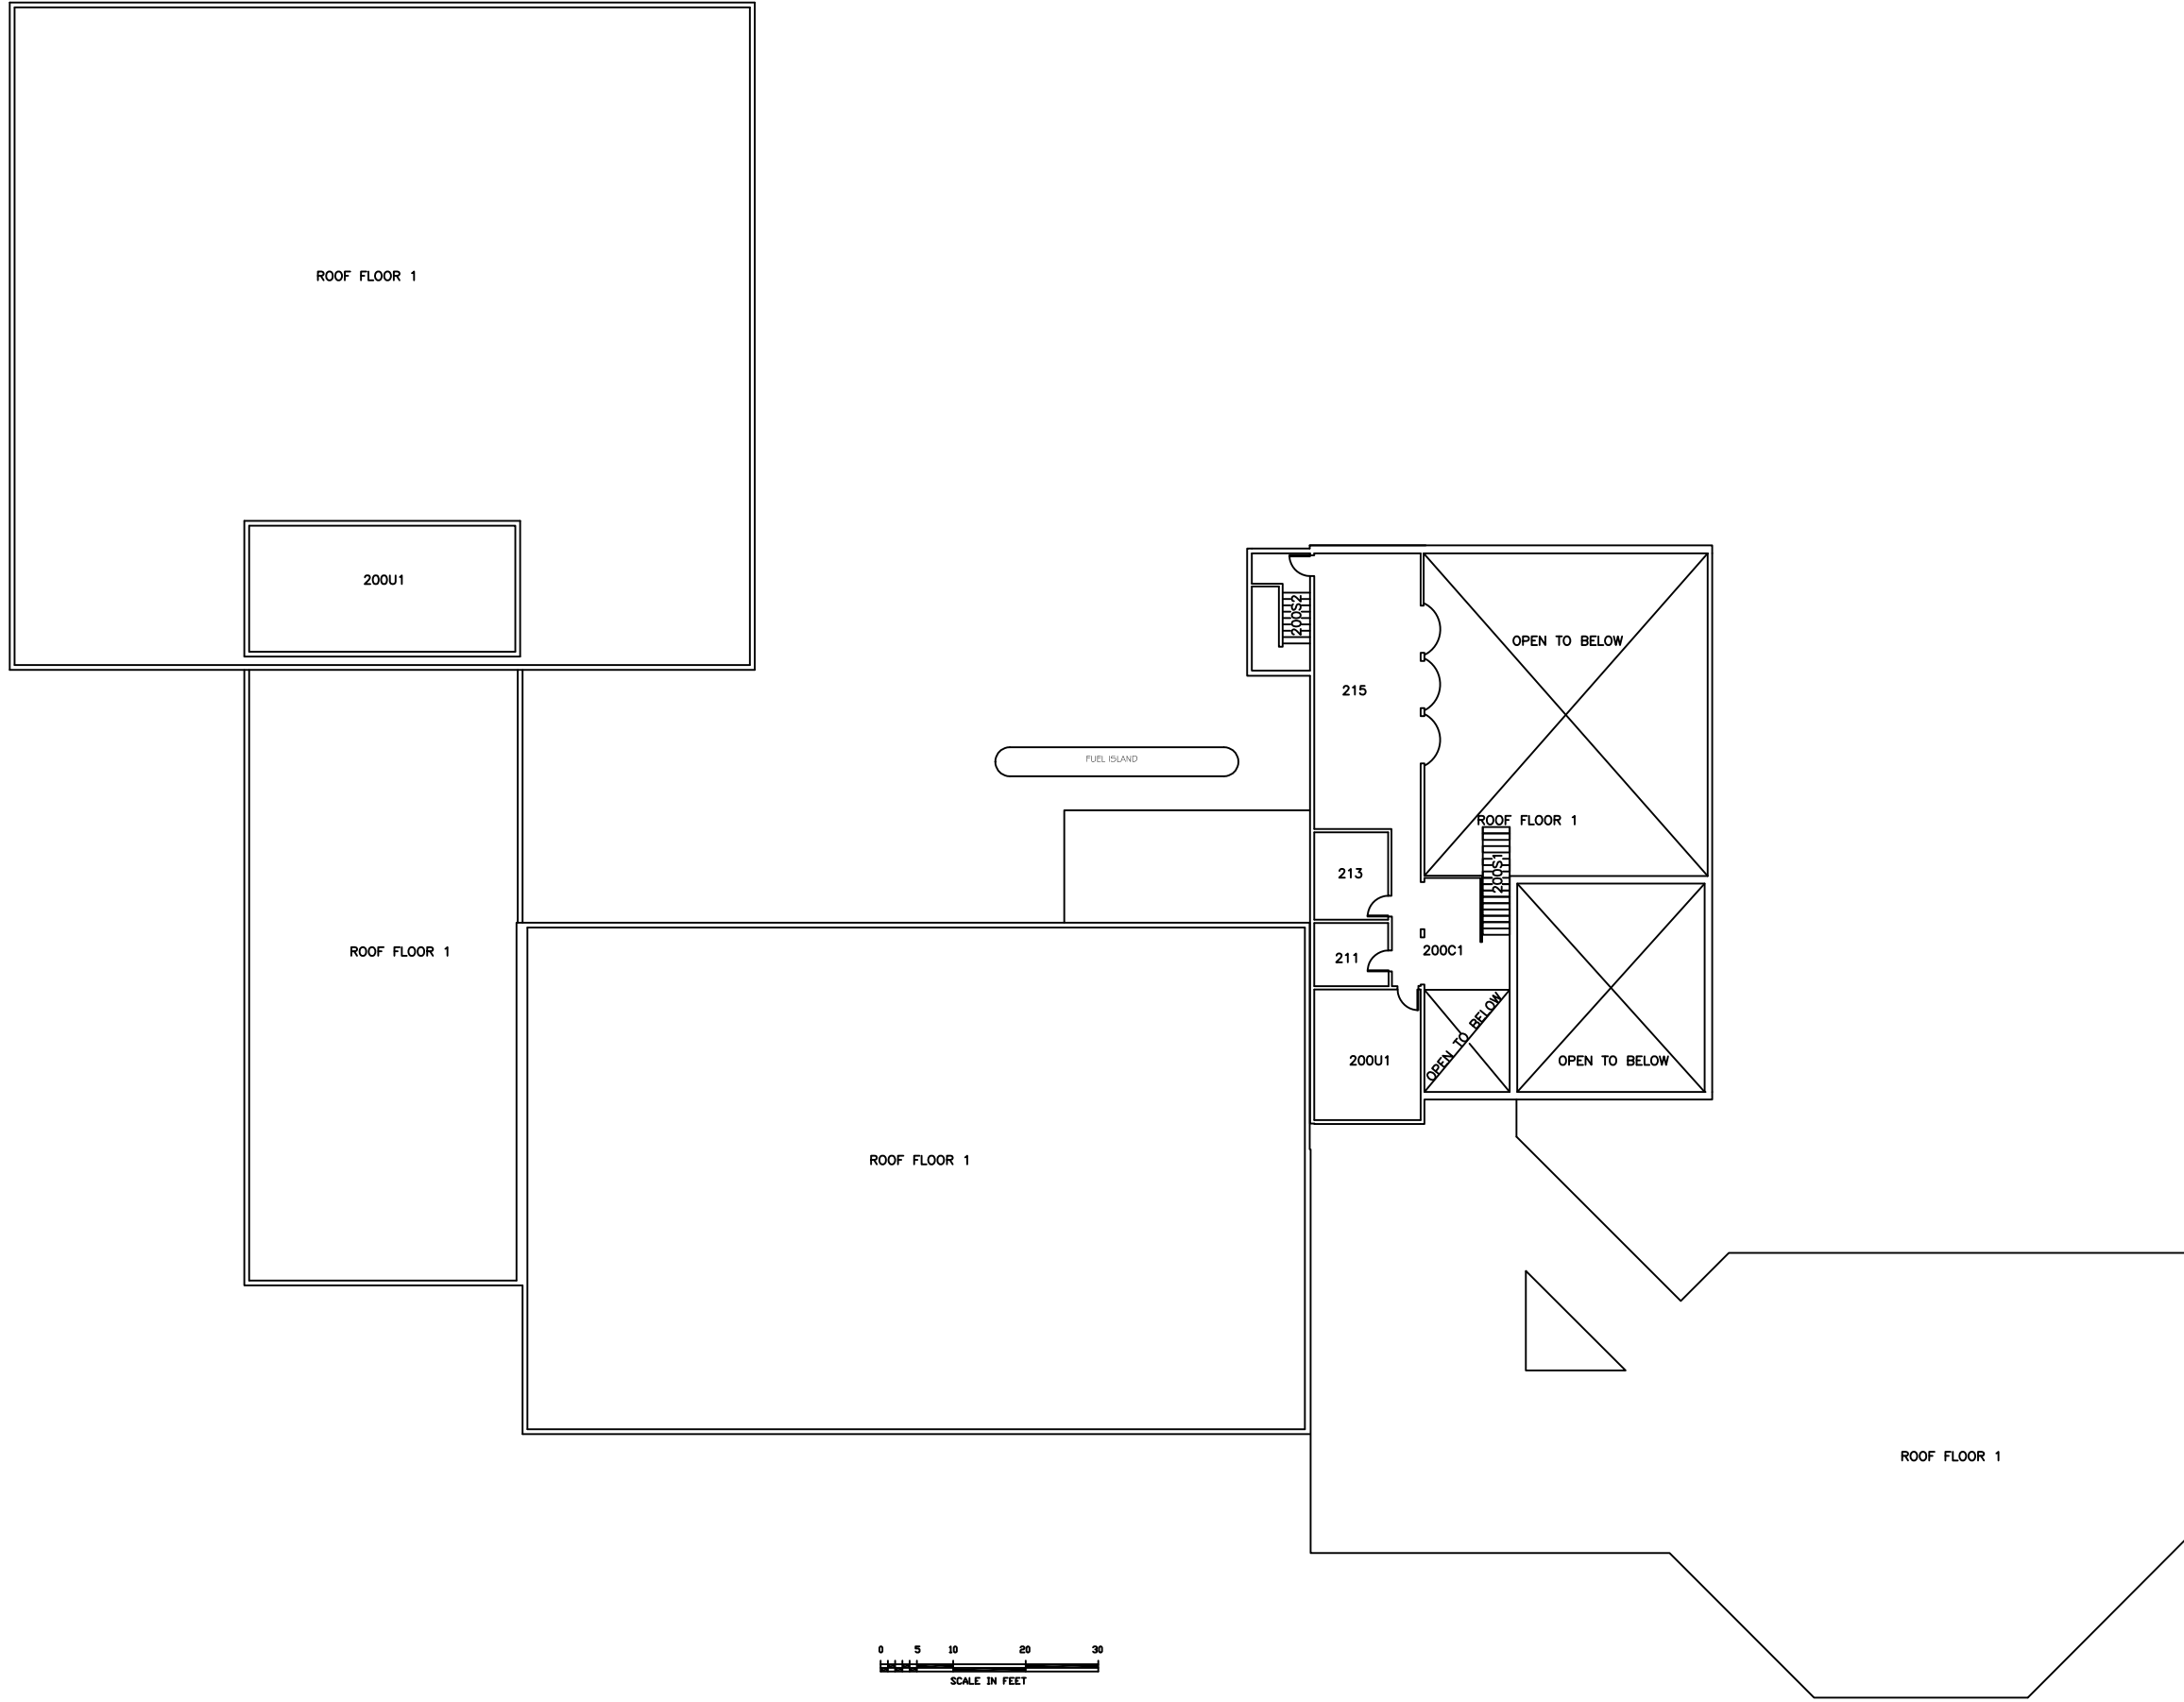 ROOF FLOOR 1
200U1
200S2
OPEN TO BELOW
215
FUEL ISLAND
ROOF FLOOR 1
213
200S1
ROOF FLOOR 1
211
200C1
OPEN TO BELOW
200U1
OPEN TO BELOW
ROOF FLOOR 1
ROOF FLOOR 1
0 5 10 20 30
SCALE IN FEET